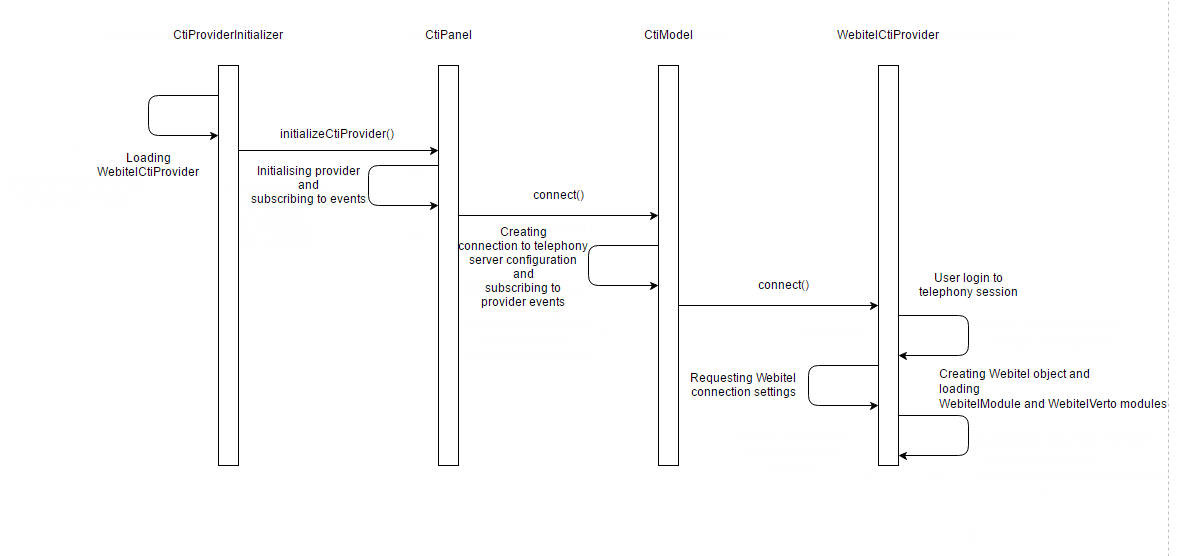 CtiProviderInitializer
CtiPanel
CtiModel
WebitelCtiProvider
initializeCtiProvider()
Loading
WebitelCtiProvider
Initialising provider
and
subscribing to events
connect()
Creating
connection to telephony
server configuration
and
subscribing to
provider events
connect()
User login to
telephony session
Requesting Webitel
connection settings
Creating Webitel object and
loading
WebitelModule and WebitelVerto modules